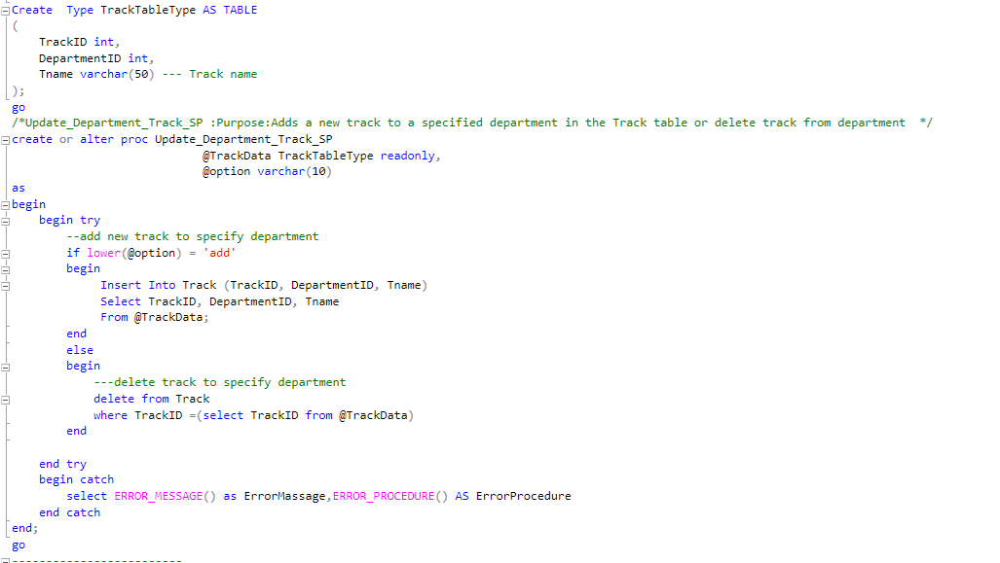 Create  Type TrackTableType AS TABLE
(
    TrackID int,
    DepartmentID int,
    Tname varchar(50) --- Track name
);
go
/*Update_Department_Track_SP :Purpose:Adds a new track to a specified department in the Track table or delete track from department  */
create or alter proc Update_Department_Track_SP
                            @TrackData TrackTableType readonly,
                            @option varchar(10)
as
begin
    begin try
        --add new track to specify department
        if lower(@option) = 'add'
        begin
             Insert Into Track (TrackID, DepartmentID, Tname)
             Select TrackID, DepartmentID, Tname
             From @TrackData;
        end
        else
        begin
            ---delete track to specify department
            delete from Track
            where TrackID =(select TrackID from @TrackData)
        end

    end try
    begin catch
        select ERROR_MESSAGE() as ErrorMassage,ERROR_PROCEDURE() AS ErrorProcedure
    end catch
end;
go
-------------------------